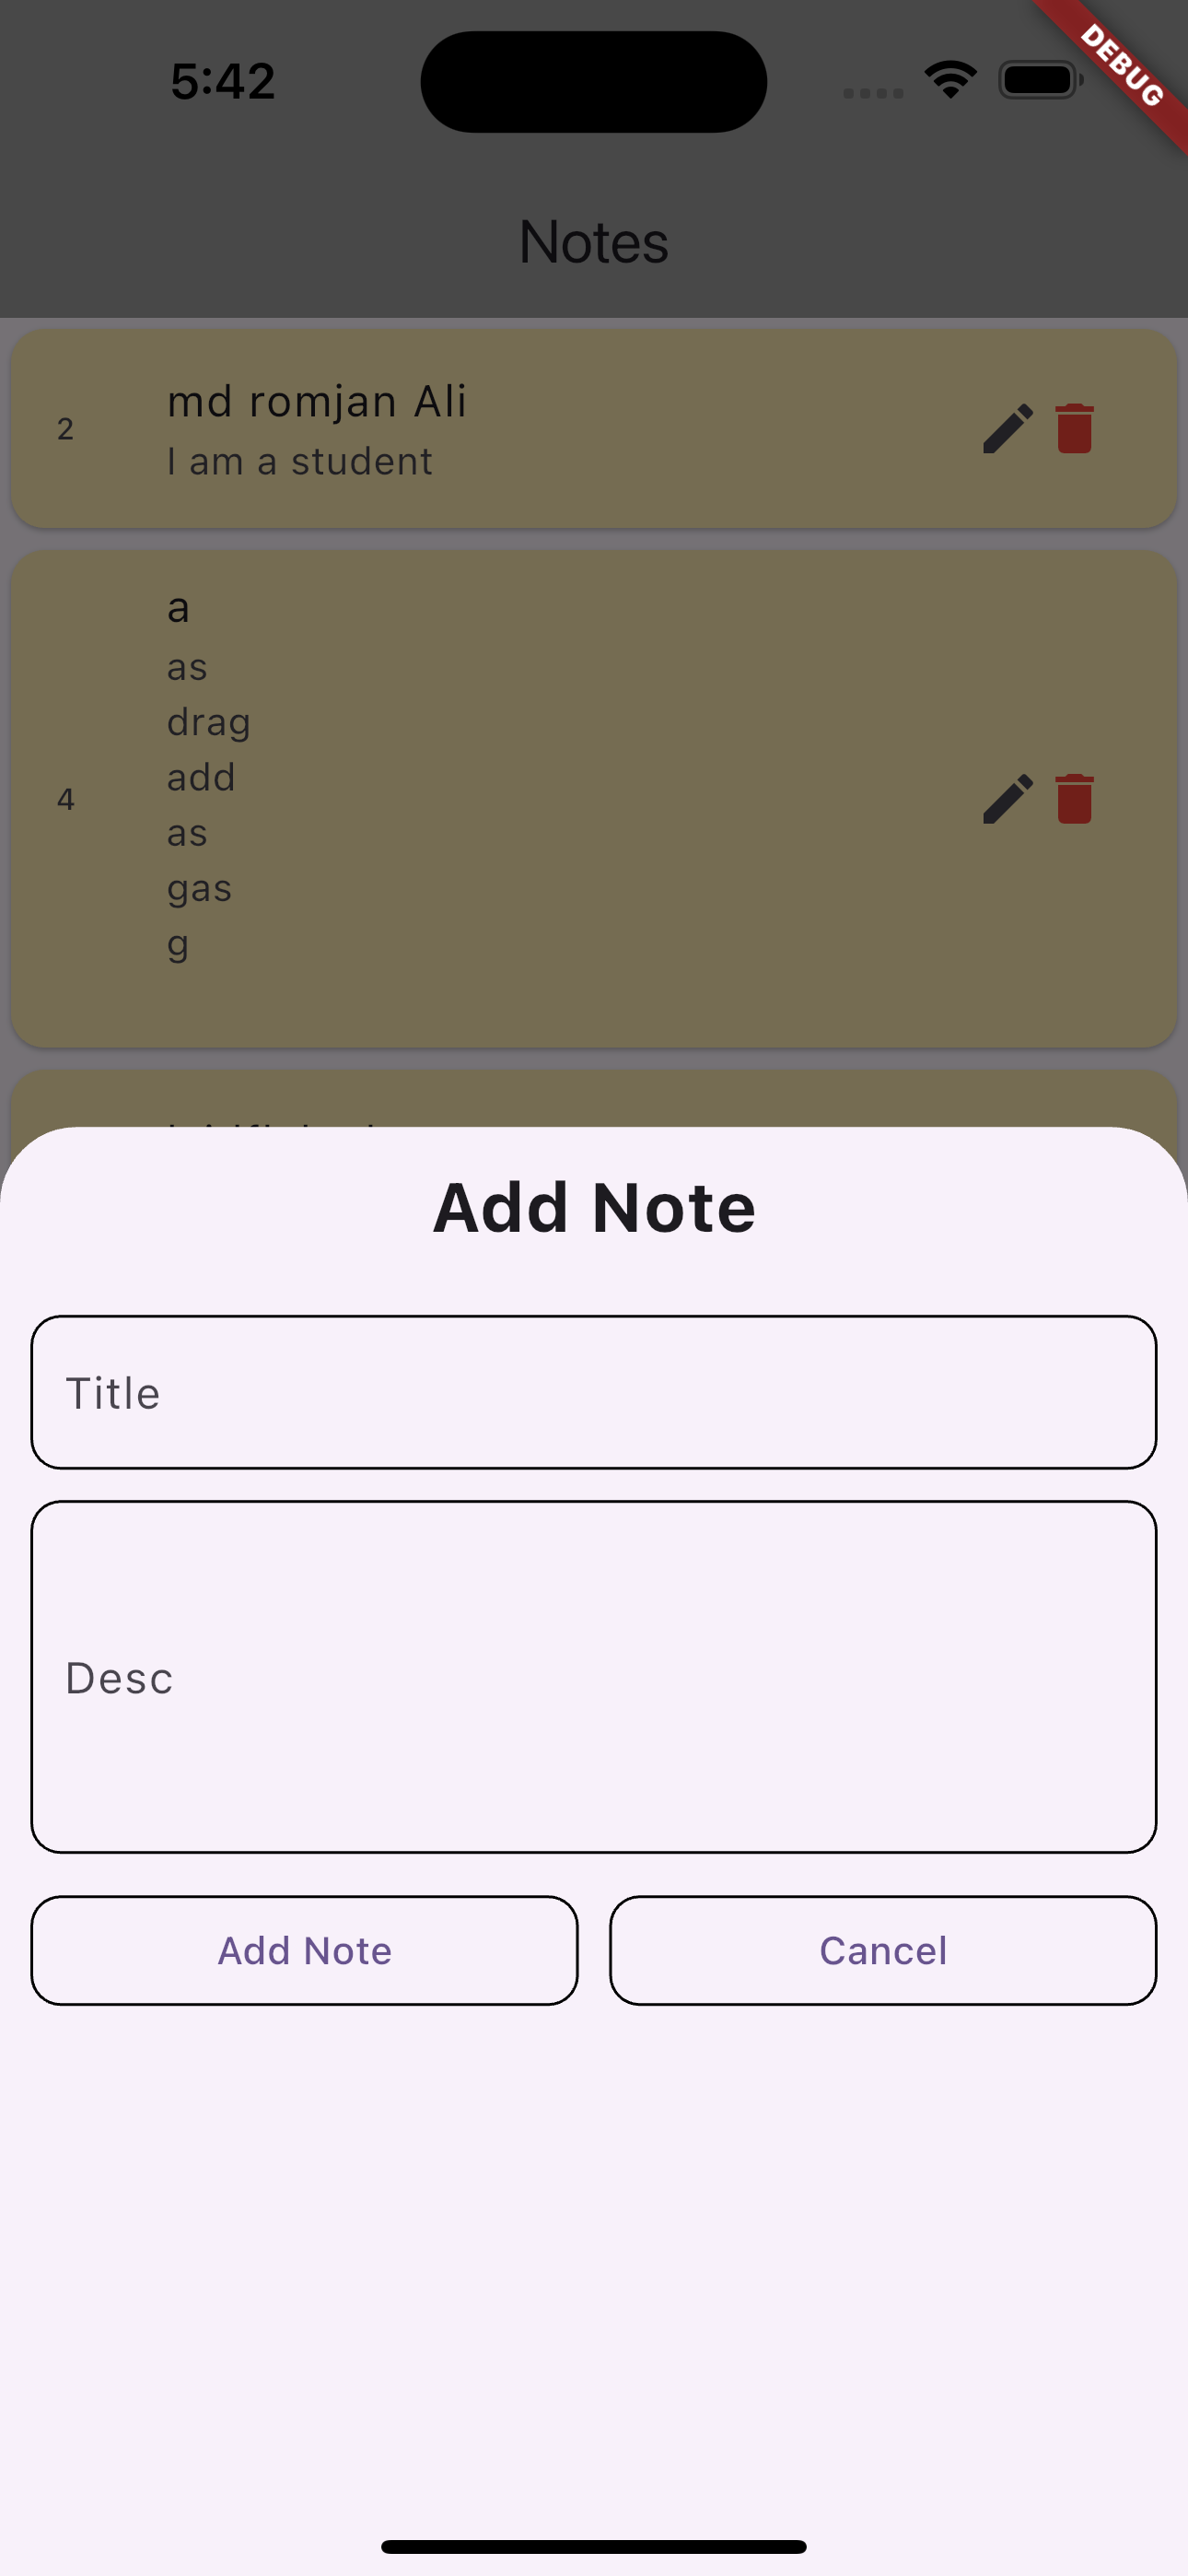 5:42
DEBUG
Notes
2
md romjan Ali
I am a student
4
a
as
drag
add
as
gas
g
Add Note
Title
Desc
Add Note
Cancel